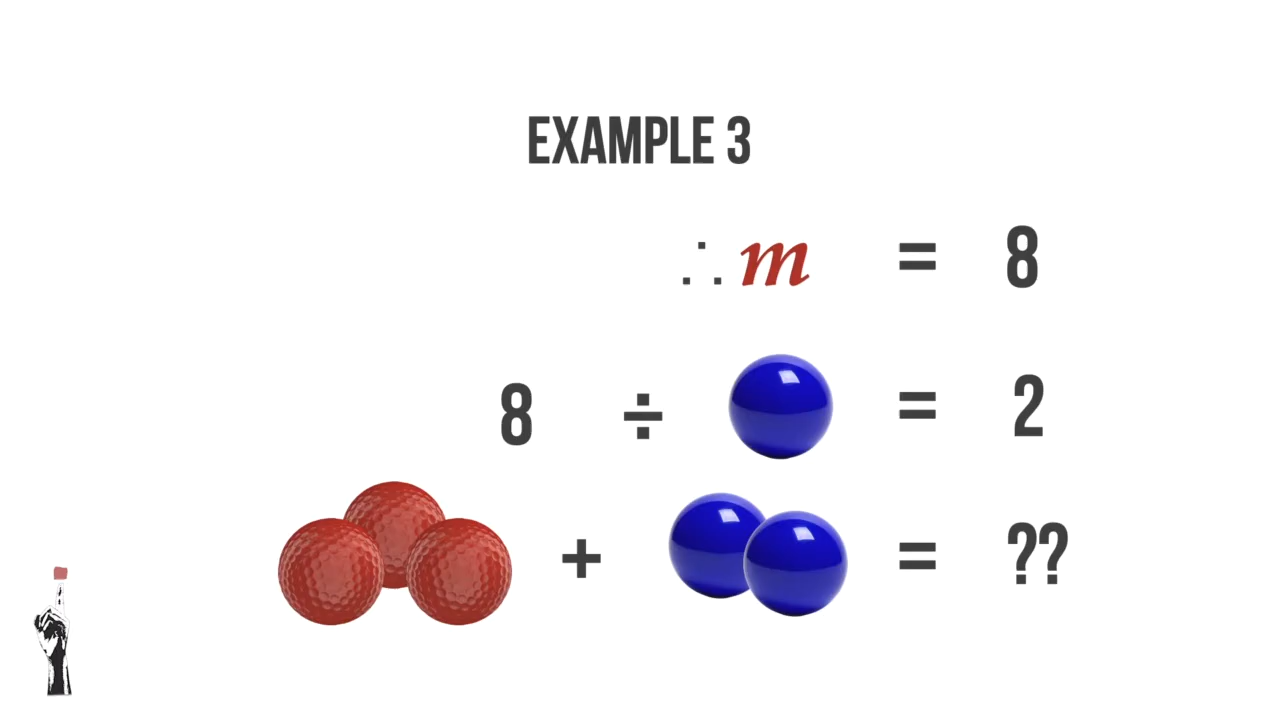 EXAMPLE 3
∴ m = 8
8 ÷ = 2
+ = ??